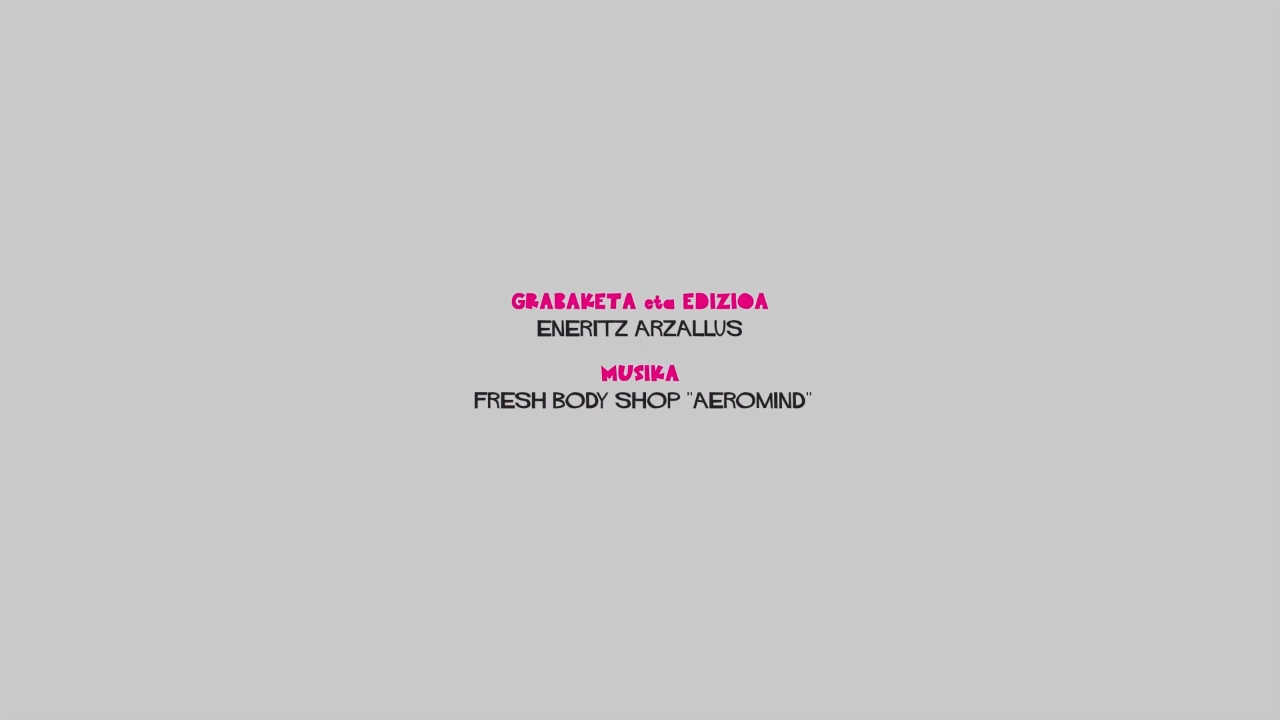 GRABAKETA eta EDIZIOA
ENERITZ ARZALLUS
MUSIKA
FRESH BODY SHOP "AEROMIND"